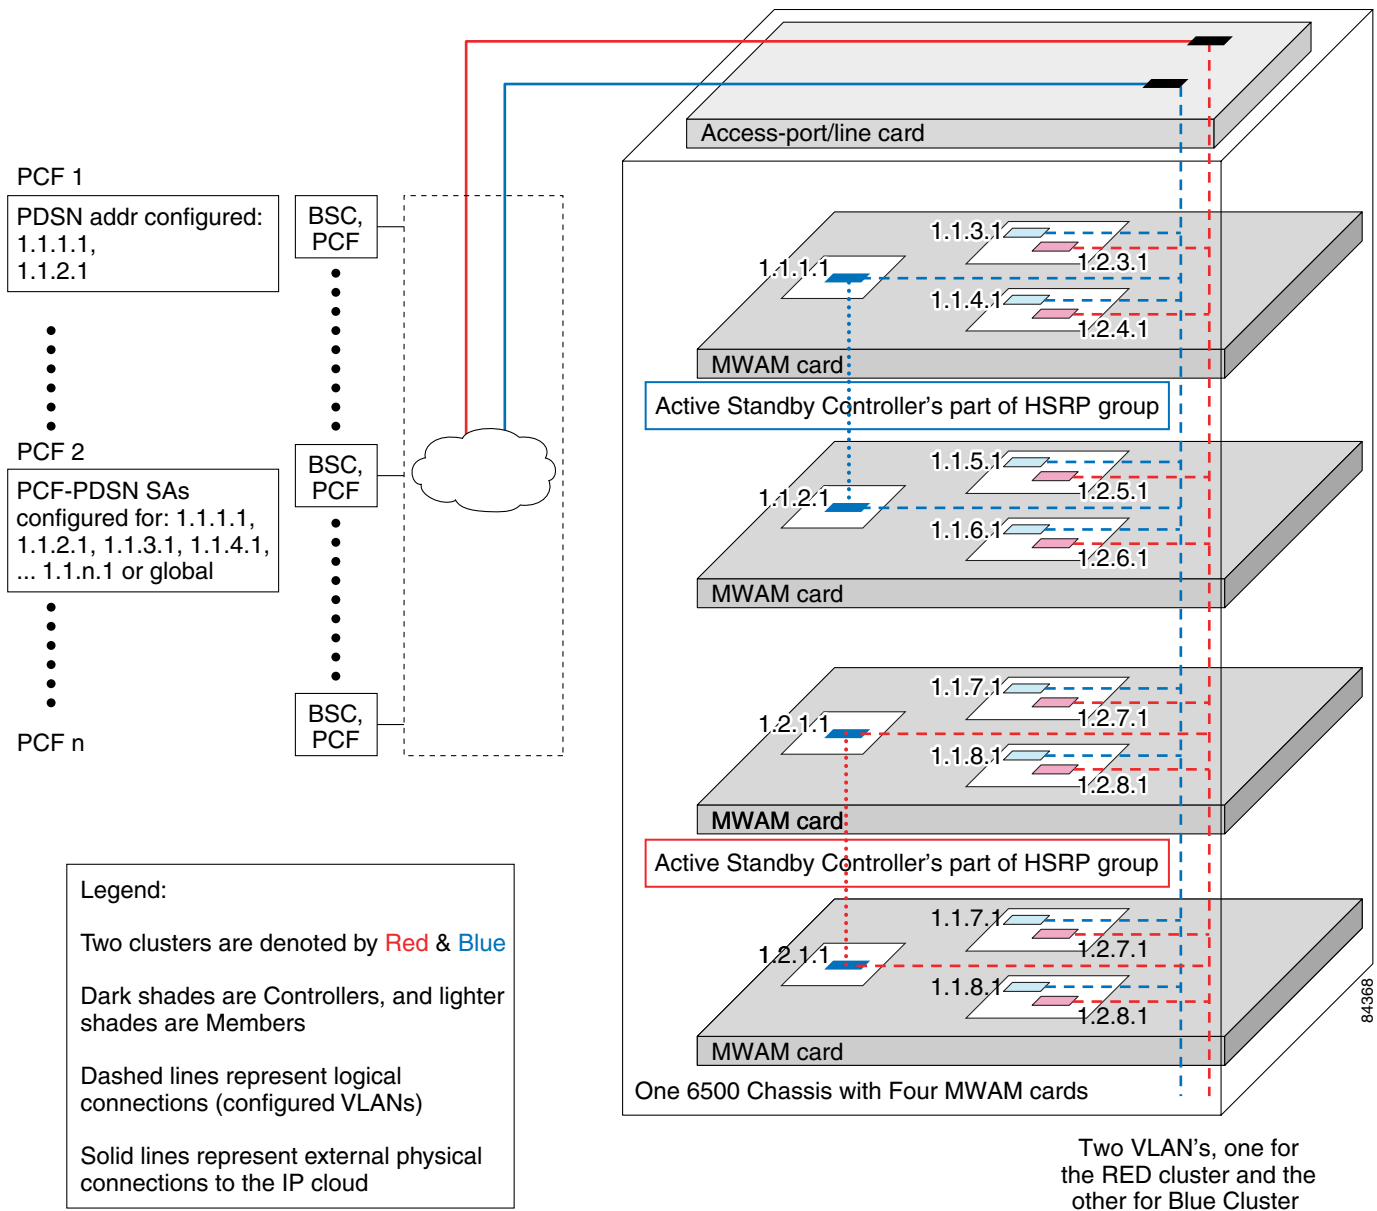 Access-port/line card
PCF 1
PDSN addr configured:
1.1.1.1,
1.1.2.1
BSC,
PCF
PCF 2
PCF-PDSN SAs
configured for: 1.1.1.1,
1.1.2.1, 1.1.3.1, 1.1.4.1,
... 1.1.n.1 or global
BSC,
PCF
PCF n
BSC,
PCF
1.1.1.1
1.1.3.1
1.2.3.1
1.1.4.1
1.2.4.1
MWAM card
Active Standby Controller's part of HSRP group
1.1.2.1
1.1.5.1
1.2.5.1
1.1.6.1
1.2.6.1
MWAM card
1.2.1.1
1.1.7.1
1.2.7.1
1.1.8.1
1.2.8.1
MWAM card
Active Standby Controller's part of HSRP group
1.2.1.1
1.1.7.1
1.2.7.1
1.1.8.1
1.2.8.1
MWAM card
One 6500 Chassis with Four MWAM cards
84368
Legend:
Two clusters are denoted by Red & Blue
Dark shades are Controllers, and lighter
shades are Members
Dashed lines represent logical
connections (configured VLANs)
Solid lines represent external physical
connections to the IP cloud
Two VLAN's, one for
the RED cluster and the
other for Blue Cluster